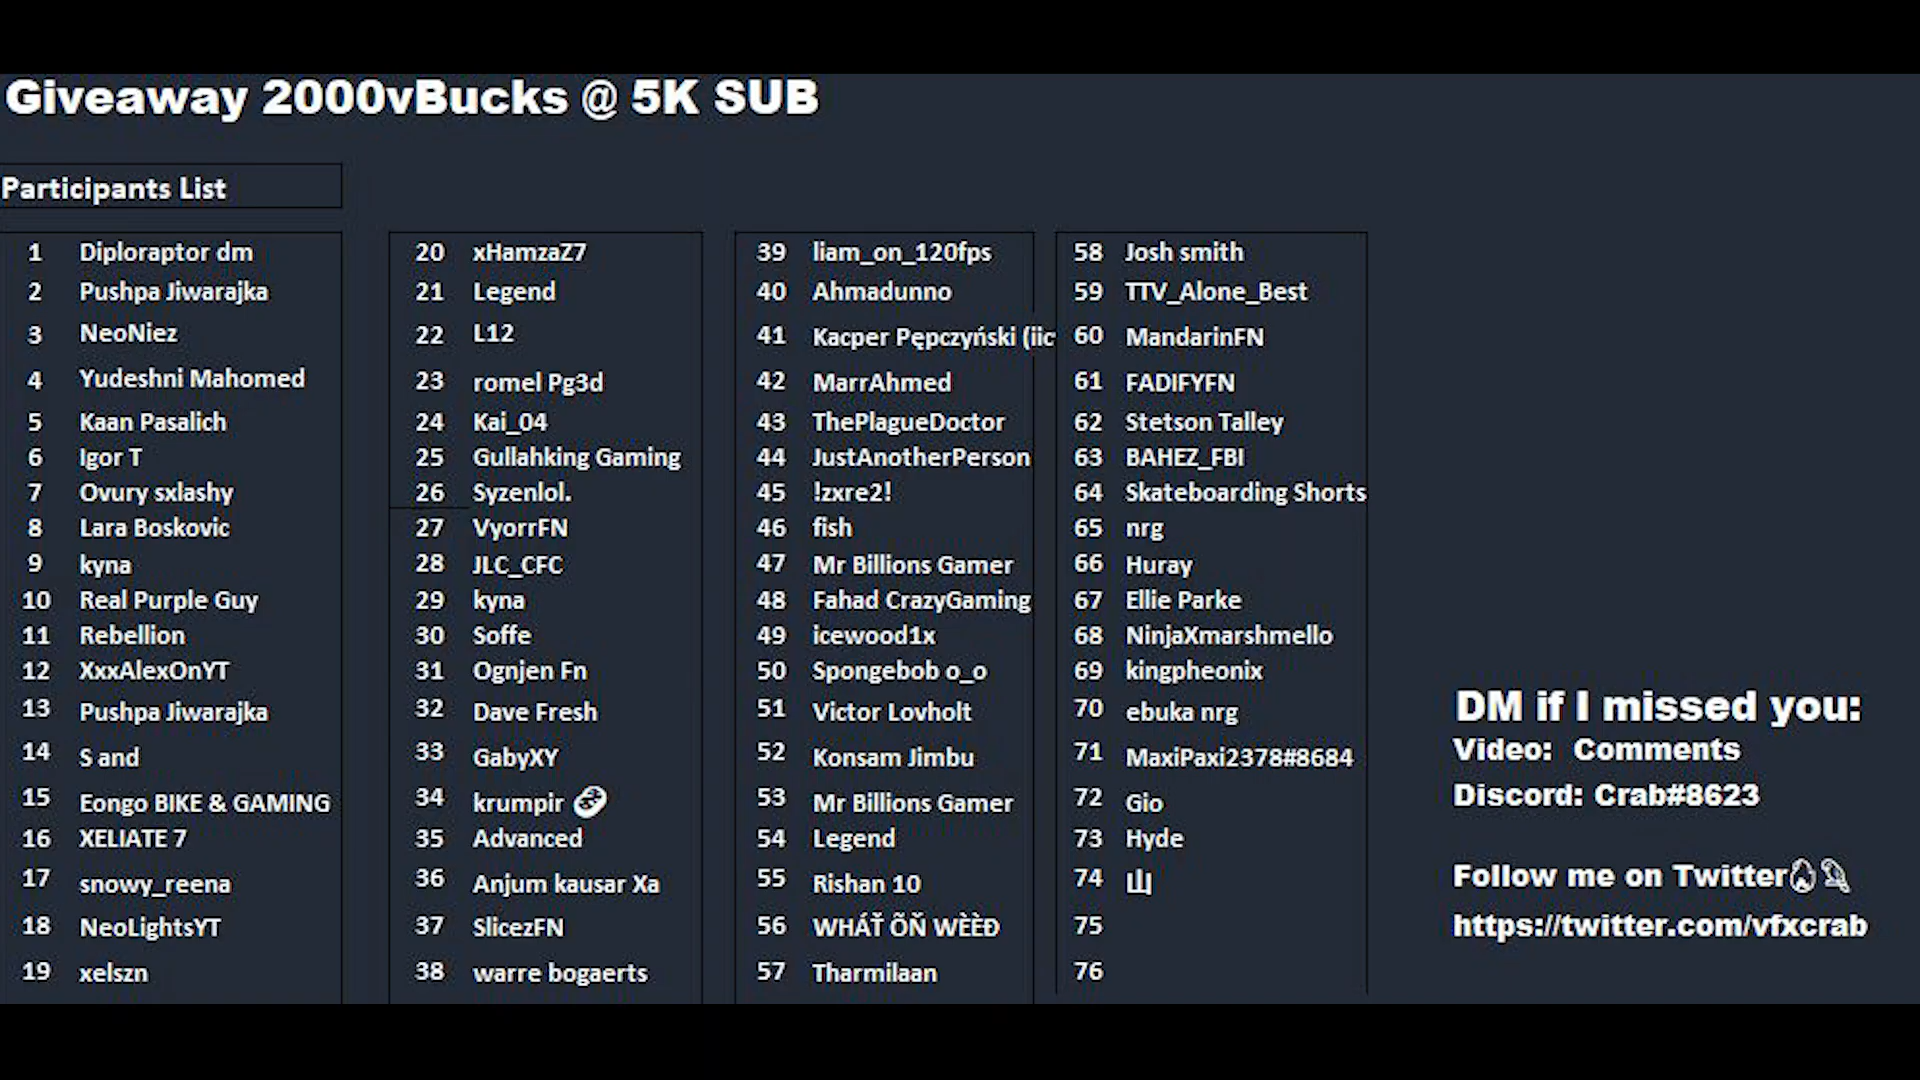 Giveaway 2000vBucks @ 5K SUB
Participants List
1 Diploraptor dm
2 Pushpa Jiwarajka
3 NeoNiez
4 Yudeshni Mahomed
5 Kaan Pasalich
6 Igor T
7 Ovury sxlashy
8 Lara Boskovic
9 kyna
10 Real Purple Guy
11 Rebellion
12 XxxAlexOnYT
13 Pushpa Jiwarajka
14 S and
15 Eongo BIKE & GAMING
16 XELIATE 7
17 snowy_reena
18 NeoLightsYT
19 xelszn
20 xHamzaZ7
21 Legend
22 L12
23 romel Pg3d
24 Kai_04
25 Gullahking Gaming
26 Syzenlol.
27 VyorrFN
28 JLC_CFC
29 kyna
30 Soffe
31 Ognjen Fn
32 Dave Fresh
33 GabyXY
34 krumpir 🥔
35 Advanced
36 Anjum kausar Xa
37 SlicezFN
38 warre bogaerts
39 liam_on_120fps
40 Ahmadunno
41 Kacper Pępczyński (iic
42 MarrAhmed
43 ThePlagueDoctor
44 JustAnotherPerson
45 !zxre2!
46 fish
47 Mr Billions Gamer
48 Fahad CrazyGaming
49 icewood1x
50 Spongebob o_o
51 Victor Lovholt
52 Konsam Jimbu
53 Mr Billions Gamer
54 Legend
55 Rishan 10
56 WHÁŤ ÕŇ WÈÈĐ
57 Tharmilaan
58 Josh smith
59 TTV_Alone_Best
60 MandarinFN
61 FADIFYFN
62 Stetson Talley
63 BAHEZ_FBI
64 Skateboarding Shorts
65 nrg
66 Huray
67 Ellie Parke
68 NinjaXmarshmello
69 kingpheonix
70 ebuka nrg
71 MaxiPaxi2378#8684
72 Gio
73 Hyde
74 山
75
76
DM if I missed you:
Video: Comments
Discord: Crab#8623
Follow me on Twitter🔥🦜
https://twitter.com/vfxcrab